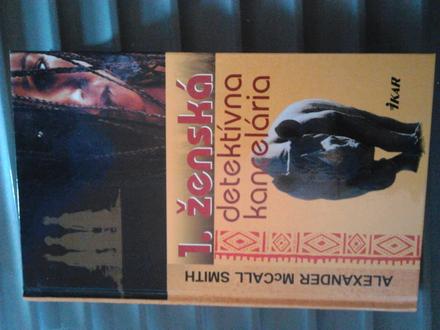 1. ženská
detektívna
kancelária
ALEXANDER McCALL SMITH
IKAR